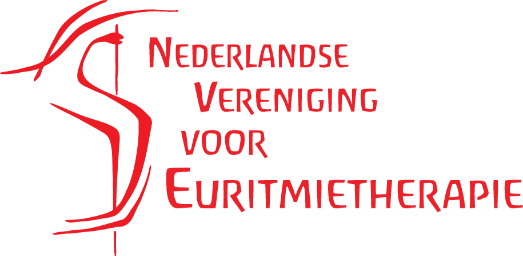 Nederlandse
Vereniging
voor
Euritmietherapie